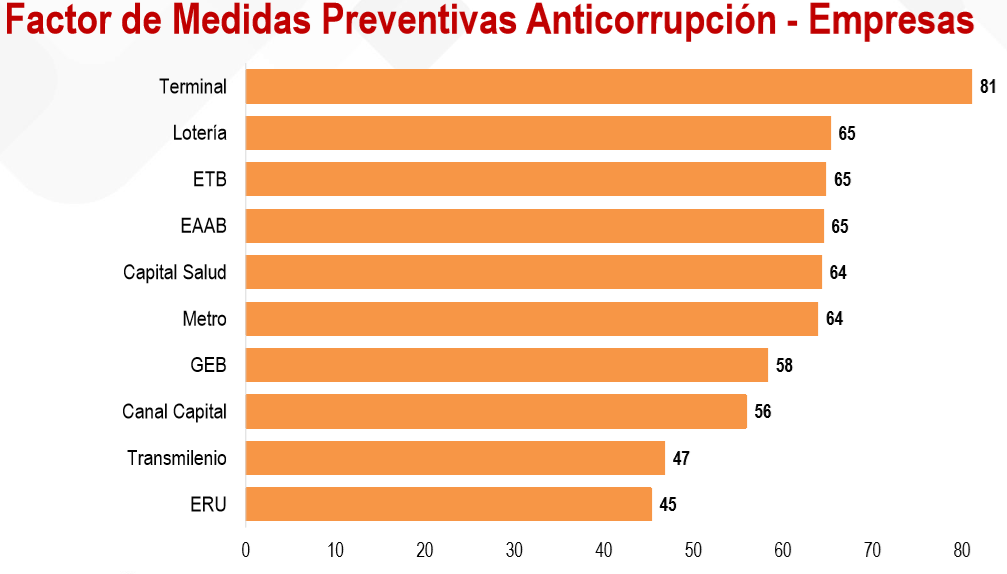 Factor de Medidas Preventivas Anticorrupción - Empresas
Terminal 81
Lotería 65
ETB 65
EAAB 65
Capital Salud 64
Metro 64
GEB 58
Canal Capital 56
Transmilenio 47
ERU 45
0 10 20 30 40 50 60 70 80